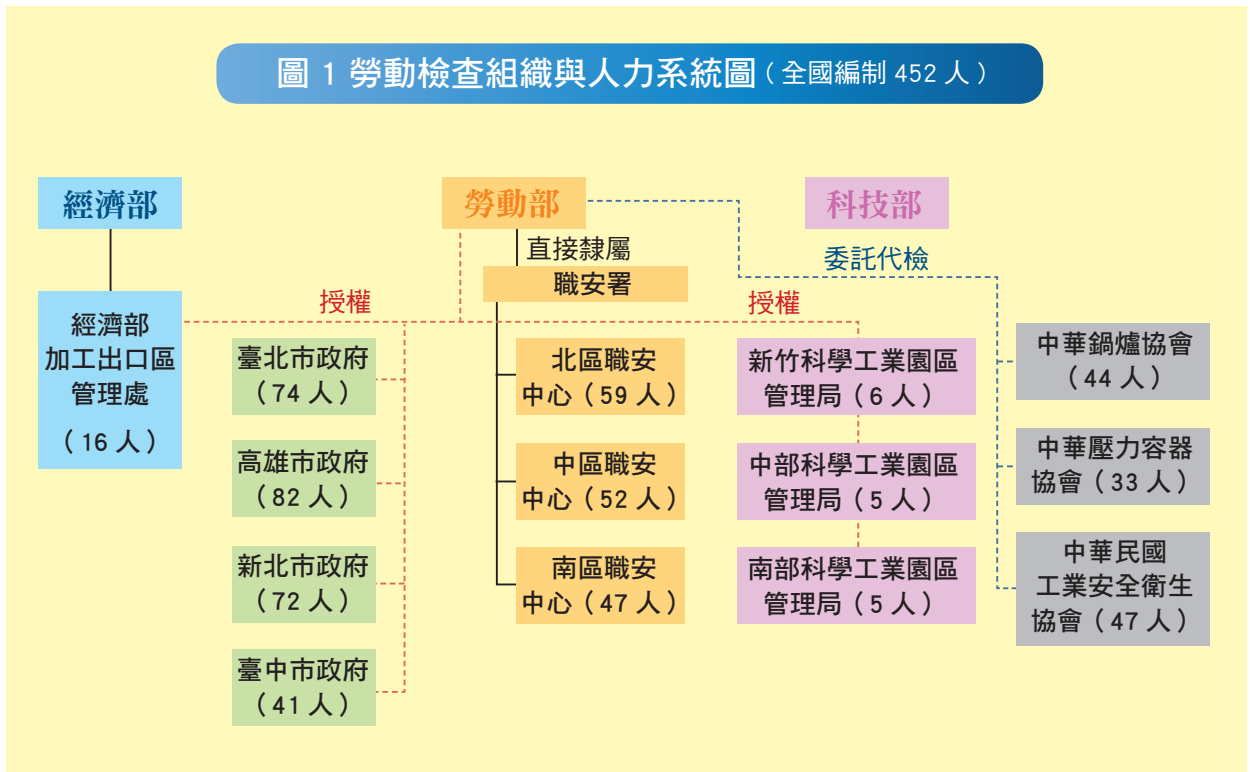 圖 1 勞動檢查組織與人力系統圖（全國編制 452 人）
經濟部
勞動部
科技部
直接隸屬
職安署
委託代檢
授權
授權
經濟部
加工出口區
管理處
（16 人）
臺北市政府
（74 人）
高雄市政府
（82 人）
新北市政府
（72 人）
臺中市政府
（41 人）
北區職安
中心（59 人）
中區職安
中心（52 人）
南區職安
中心（47 人）
新竹科學工業園區
管理局（6 人）
中部科學工業園區
管理局（5 人）
南部科學工業園區
管理局（5 人）
中華鍋爐協會
（44 人）
中華壓力容器
協會（33 人）
中華民國
工業安全衛生
協會（47 人）